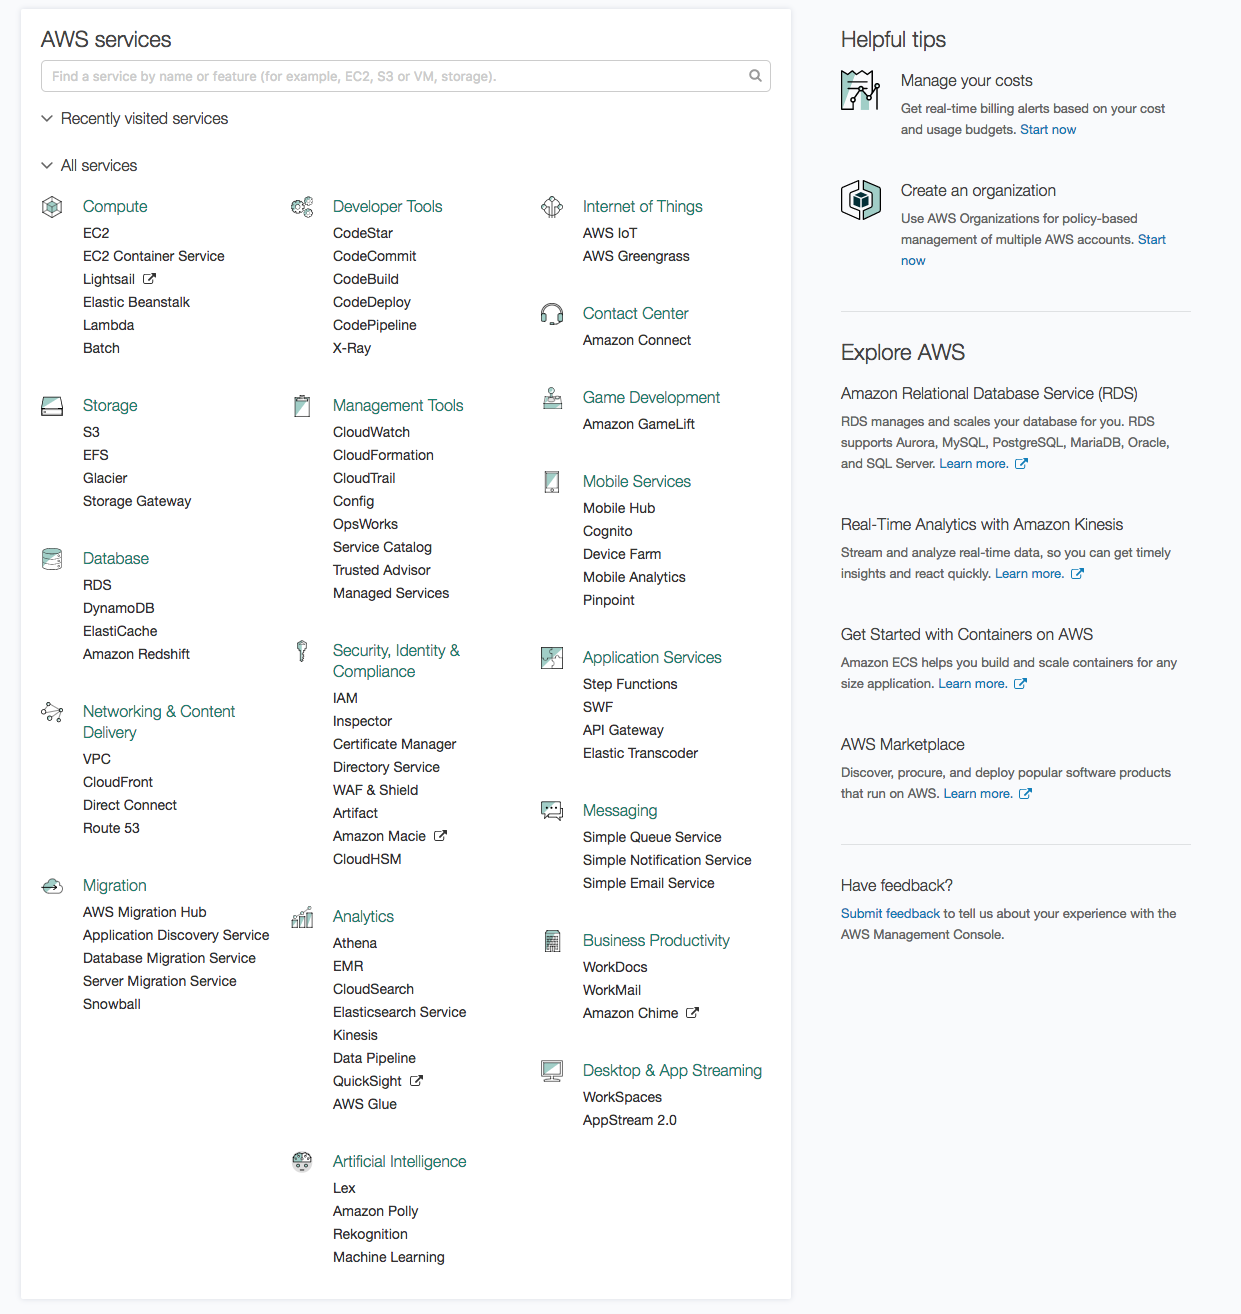 AWS services
Find a service by name or feature (for example, EC2, S3 or VM, storage).
Recently visited services
All services
Compute
EC2
EC2 Container Service
Lightsail
Elastic Beanstalk
Lambda
Batch
Storage
S3
EFS
Glacier
Storage Gateway
Database
RDS
DynamoDB
ElastiCache
Amazon Redshift
Networking & Content
Delivery
VPC
CloudFront
Direct Connect
Route 53
Migration
AWS Migration Hub
Application Discovery Service
Database Migration Service
Server Migration Service
Snowball
Developer Tools
CodeStar
CodeCommit
CodeBuild
CodeDeploy
CodePipeline
X-Ray
Management Tools
CloudWatch
CloudFormation
CloudTrail
Config
OpsWorks
Service Catalog
Trusted Advisor
Managed Services
Security, Identity &
Compliance
IAM
Inspector
Certificate Manager
Directory Service
WAF & Shield
Artifact
Amazon Macie
CloudHSM
Analytics
Athena
EMR
CloudSearch
Elasticsearch Service
Kinesis
Data Pipeline
QuickSight
AWS Glue
Artificial Intelligence
Lex
Amazon Polly
Rekognition
Machine Learning
Internet of Things
AWS IoT
AWS Greengrass
Contact Center
Amazon Connect
Game Development
Amazon GameLift
Mobile Services
Mobile Hub
Cognito
Device Farm
Mobile Analytics
Pinpoint
Application Services
Step Functions
SWF
API Gateway
Elastic Transcoder
Messaging
Simple Queue Service
Simple Notification Service
Simple Email Service
Business Productivity
WorkDocs
WorkMail
Amazon Chime
Desktop & App Streaming
WorkSpaces
AppStream 2.0
Helpful tips
Manage your costs
Get real-time billing alerts based on your cost
and usage budgets. Start now
Create an organization
Use AWS Organizations for policy-based
management of multiple AWS accounts. Start
now
Explore AWS
Amazon Relational Database Service (RDS)
RDS manages and scales your database for you. RDS
supports Aurora, MySQL, PostgreSQL, MariaDB, Oracle,
and SQL Server. Learn more.
Real-Time Analytics with Amazon Kinesis
Stream and analyze real-time data, so you can get timely
insights and react quickly. Learn more.
Get Started with Containers on AWS
Amazon ECS helps you build and scale containers for any
size application. Learn more.
AWS Marketplace
Discover, procure, and deploy popular software products
that run on AWS. Learn more.
Have feedback?
Submit feedback to tell us about your experience with the
AWS Management Console.